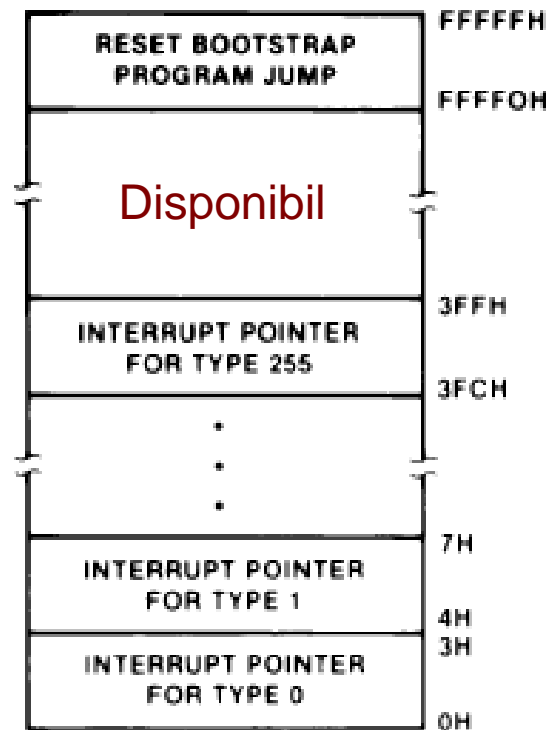 FFFFFH
RESET BOOTSTRAP
PROGRAM JUMP
FFFF0H
Disponibil
3FFH
INTERRUPT POINTER
FOR TYPE 255
3FCH
7H
INTERRUPT POINTER
FOR TYPE 1
4H
3H
INTERRUPT POINTER
FOR TYPE 0
0H